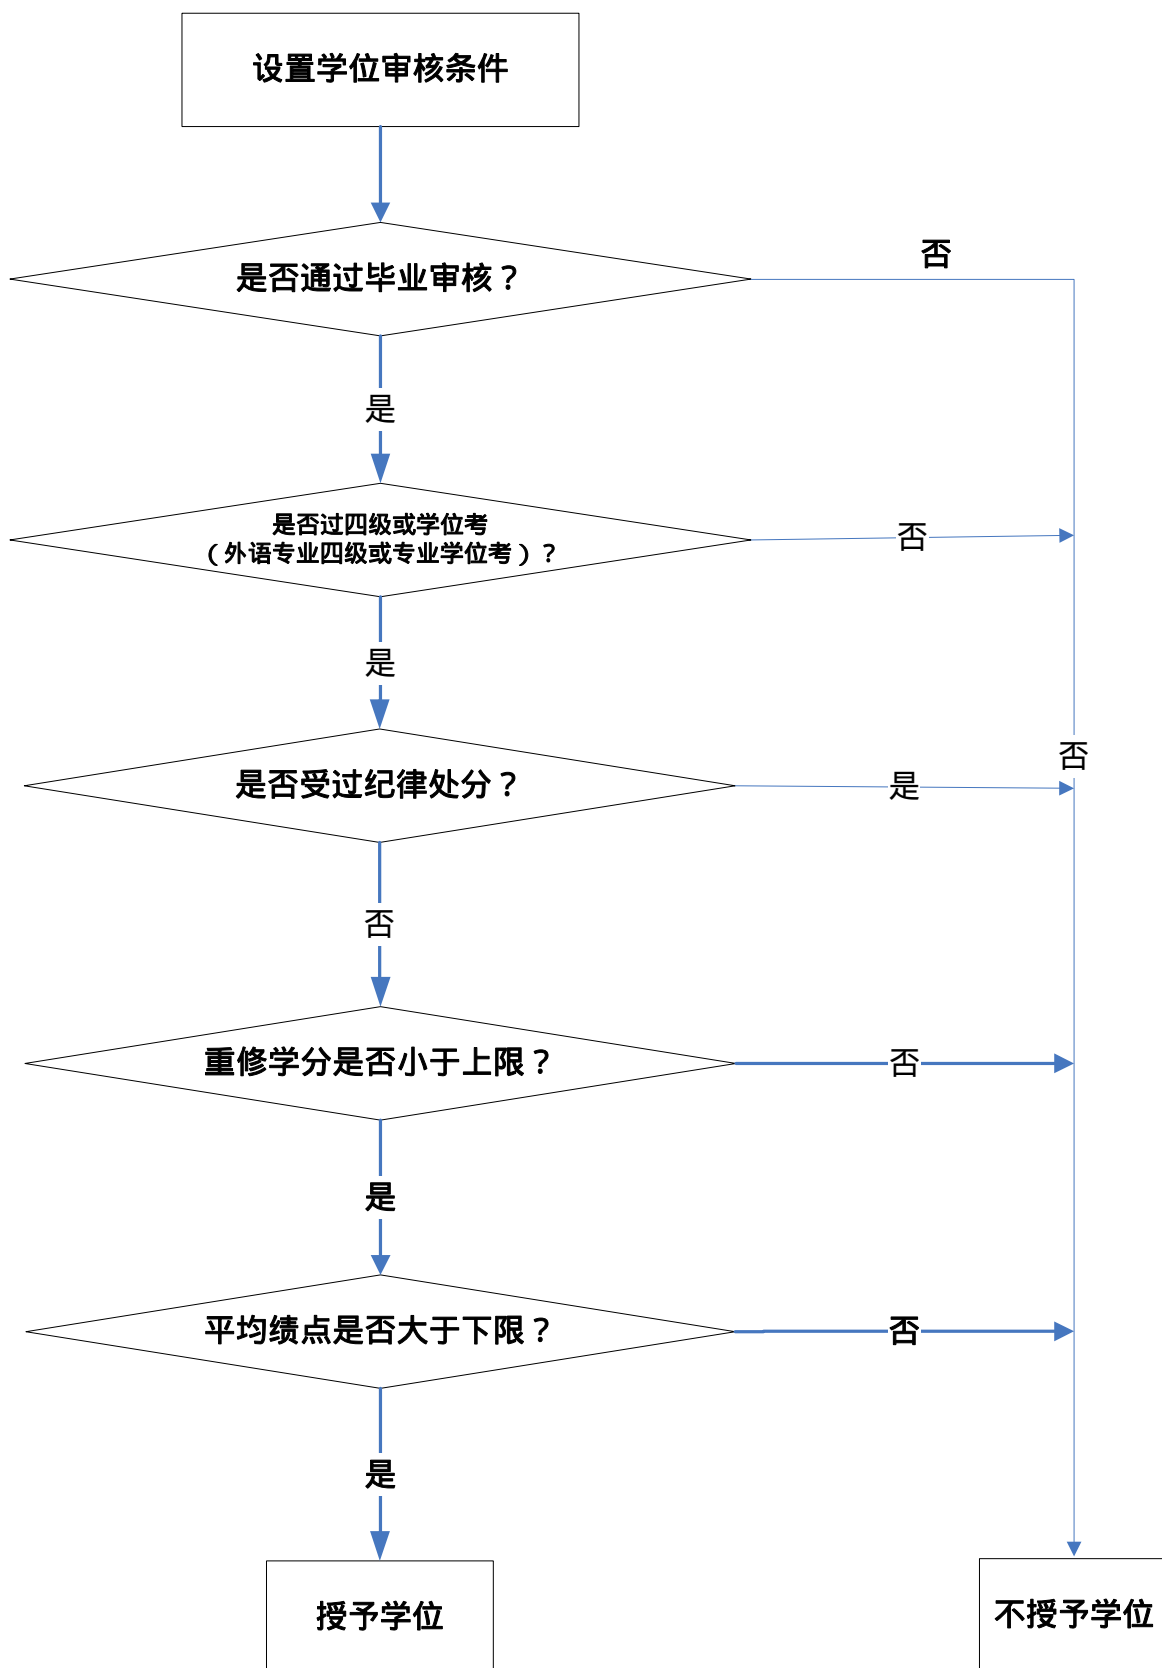 设置学位审核条件
是否通过毕业审核？
否
是
是否过四级或学位考
（外语专业四级或专业学位考）？
否
是
是否受过纪律处分？
是
否
否
重修学分是否小于上限？
否
是
平均绩点是否大于下限？
否
是
授予学位
不授予学位